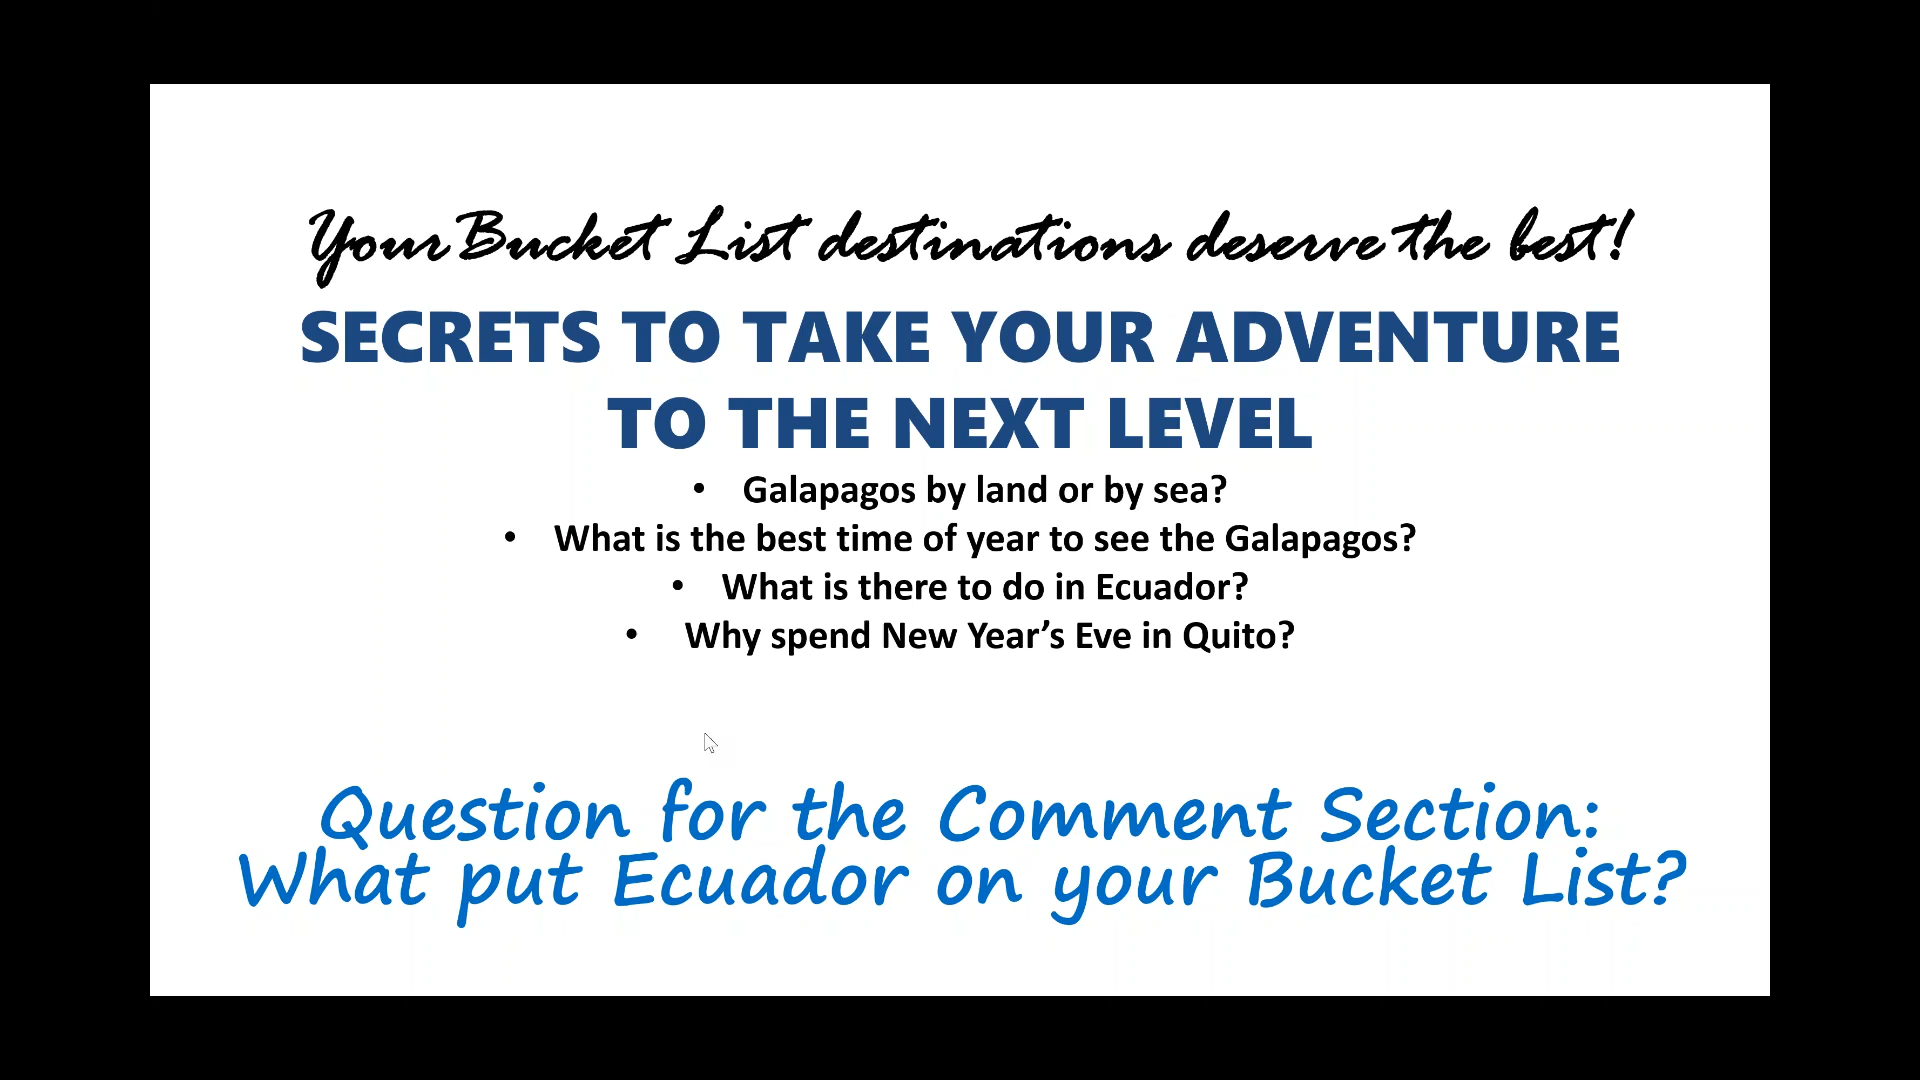 Your Bucket List destinations deserve the best!
SECRETS TO TAKE YOUR ADVENTURE
TO THE NEXT LEVEL
• Galapagos by land or by sea?
• What is the best time of year to see the Galapagos?
• What is there to do in Ecuador?
• Why spend New Year’s Eve in Quito?
Question for the Comment Section:
What put Ecuador on your Bucket List?